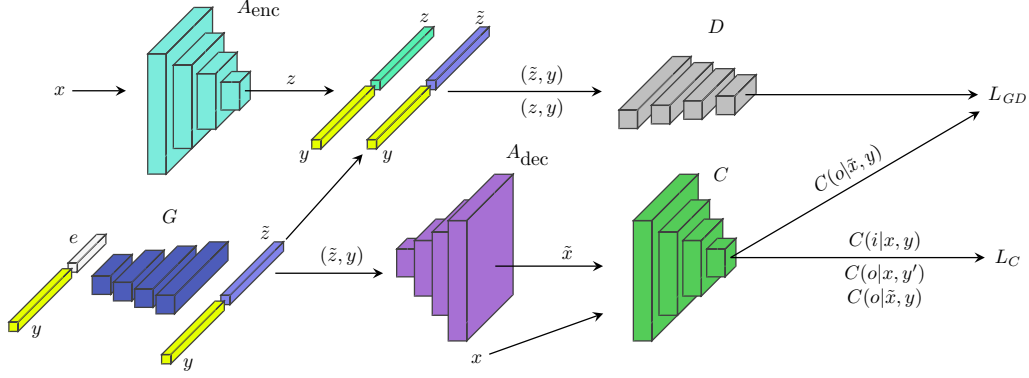 A_enc
z
z̃
D
x
z
(z̃, y)
(z, y)
L_GD
y
y
A_dec
C
C(o|x̃, y)
G
e
z̃
(z̃, y)
x̃
C(i|x, y)
L_C
C(o|x, y′)
C(o|x̃, y)
y
y
x